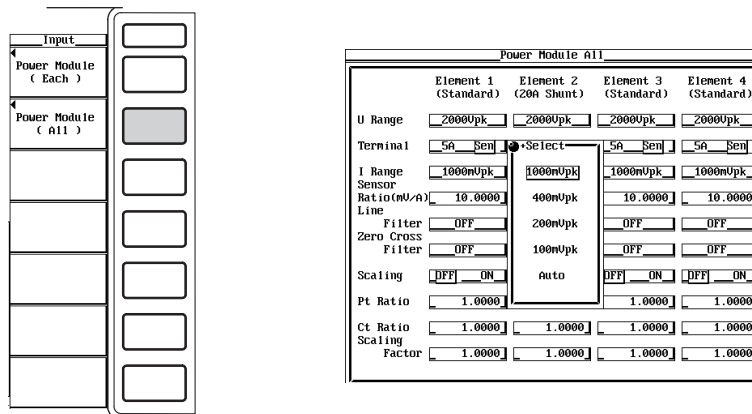 Input
Power Module
( Each )
Power Module
( All )
Power Module All
Element 1 Element 2 Element 3 Element 4
(Standard) (20A Shunt) (Standard) (Standard)
U Range 2000Vpk 2000Vpk 2000Vpk 2000Vpk
Terminal 5A Sen Select 5A Sen 5A Sen
I Range 1000mVpk 1000mVpk 1000mVpk 1000mVpk
Sensor
Ratio(mV/A) 10.0000 400mVpk 10.0000 10.0000
Line
Filter OFF 200mVpk OFF OFF
Zero Cross
Filter OFF 100mVpk OFF OFF
Scaling OFF ON Auto OFF ON OFF ON
Pt Ratio 1.0000 1.0000 1.0000
Ct Ratio 1.0000 1.0000 1.0000 1.0000
Scaling
Factor 1.0000 1.0000 1.0000 1.0000